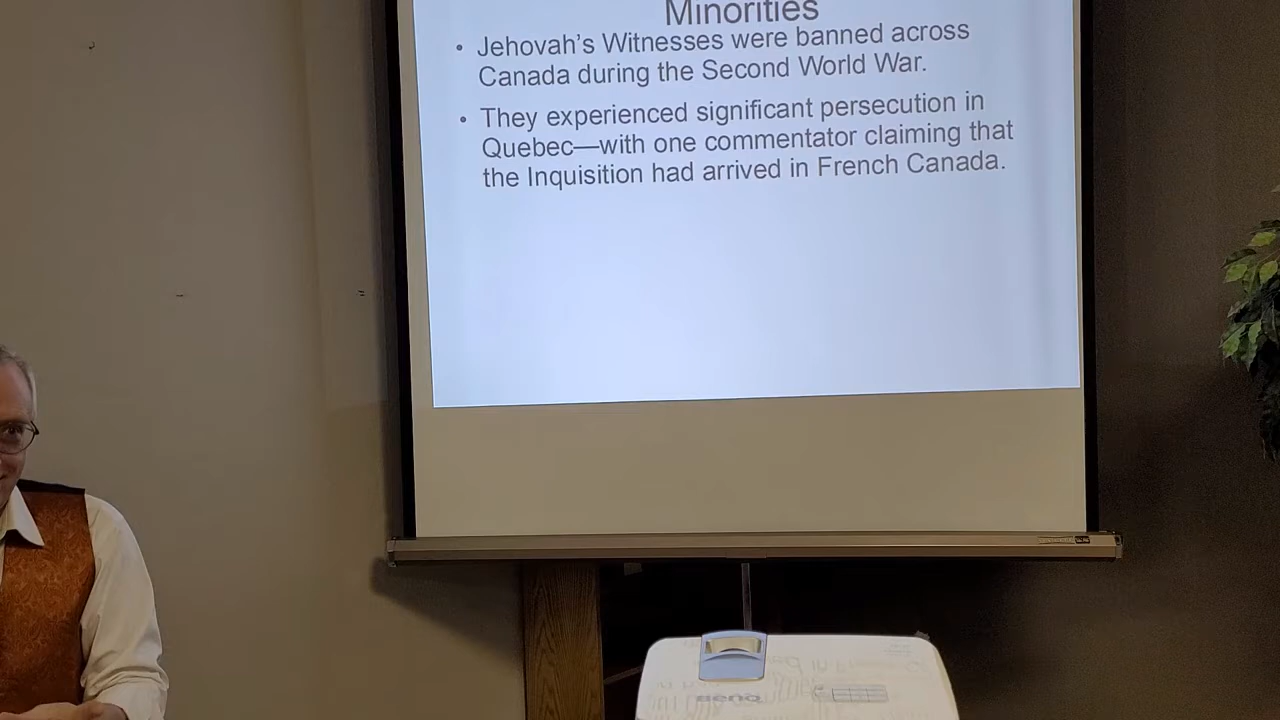 Minorities
• Jehovah's Witnesses were banned across
Canada during the Second World War.
• They experienced significant persecution in
Quebec—with one commentator claiming that
the Inquisition had arrived in French Canada.
BenQ